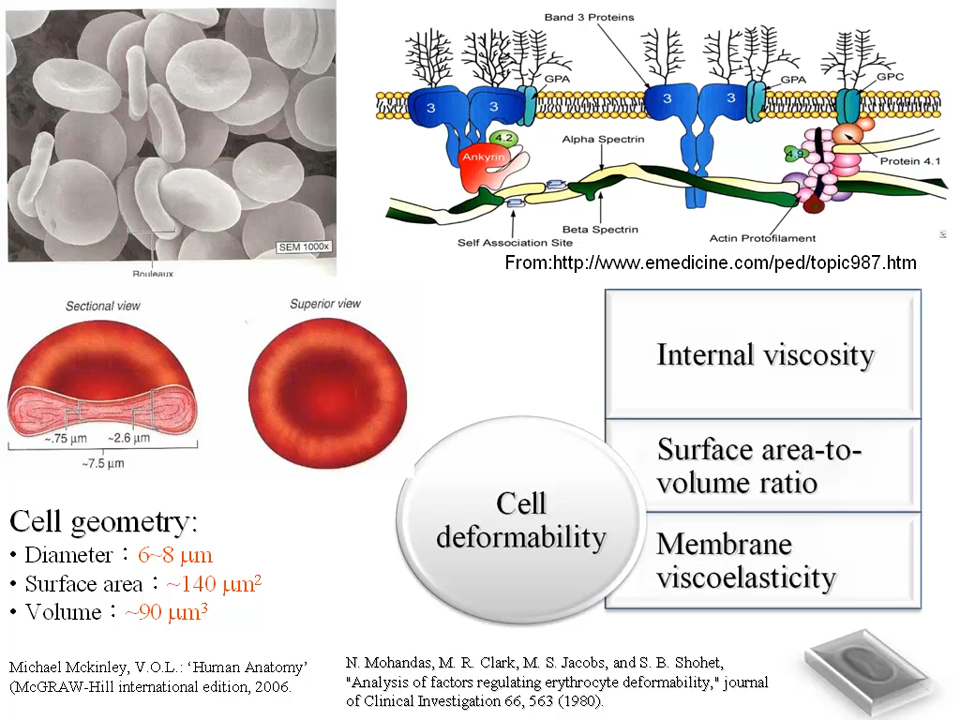 SEM 1000x
Rouleaux
Band 3 Proteins
GPA
GPA
GPC
3
3
3
3
4.2
Ankyrin
Alpha Spectrin
4.9
Protein 4.1
Beta Spectrin
Self Association Site
Actin Protofilament
From:http://www.emedicine.com/ped/topic987.htm
Sectional view
Superior view
~.75 μm
~2.6 μm
~7.5 μm
Cell geometry:
• Diameter：6~8 μm
• Surface area：~140 μm²
• Volume：~90 μm³
Cell
deformability
Internal viscosity
Surface area-to-
volume ratio
Membrane
viscoelasticity
Michael Mckinley, V.O.L.: ‘Human Anatomy’
(McGRAW-Hill international edition, 2006.
N. Mohandas, M. R. Clark, M. S. Jacobs, and S. B. Shohet,
"Analysis of factors regulating erythrocyte deformability," journal
of Clinical Investigation 66, 563 (1980).